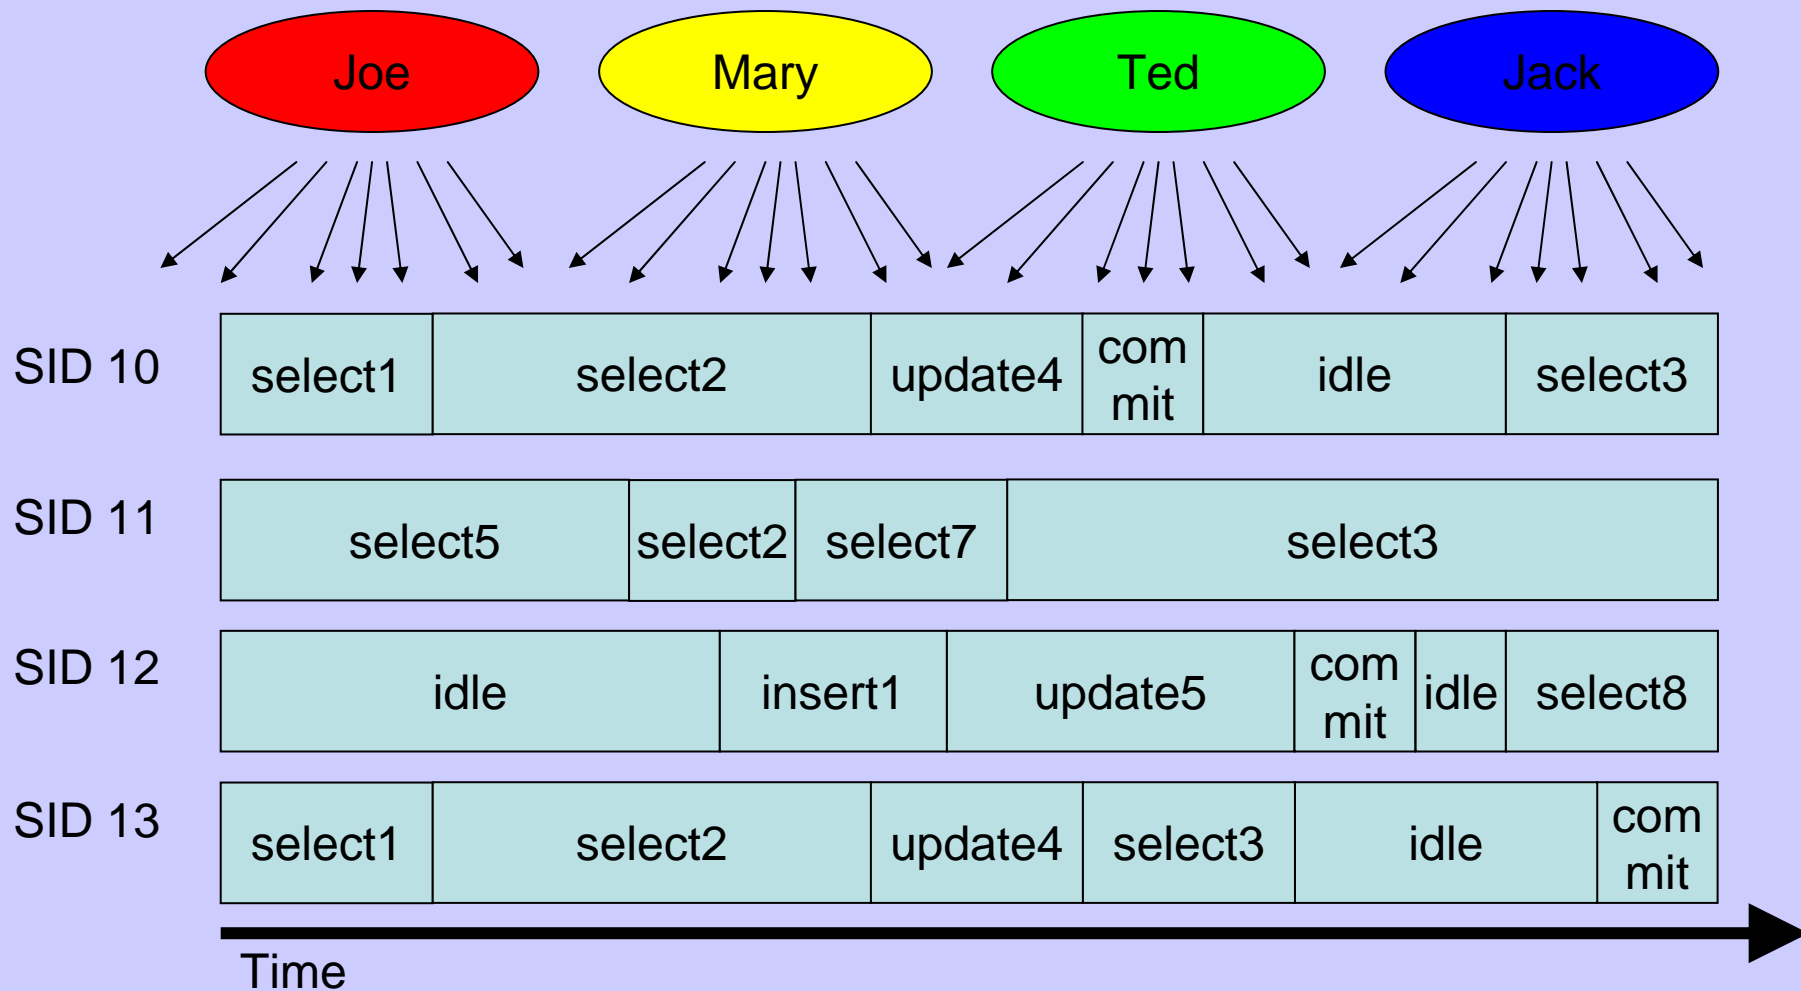 Joe
Mary
Ted
Jack
SID 10
select1
select2
update4
com
mit
idle
select3
SID 11
select5
select2
select7
select3
SID 12
idle
insert1
update5
com
mit
idle
select8
SID 13
select1
select2
update4
select3
idle
com
mit
Time